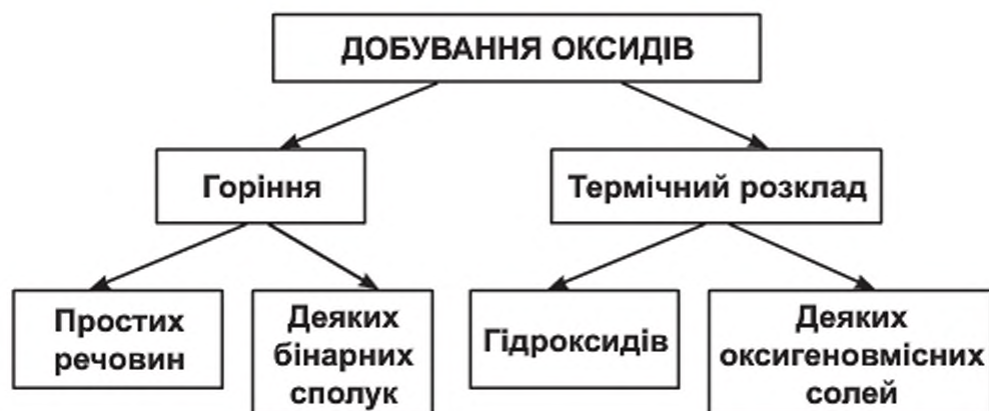 ДОБУВАННЯ ОКСИДІВ
Горіння
Термічний розклад
Простих
речовин
Деяких
бінарних
сполук
Гідроксидів
Деяких
оксигеновмісних
солей